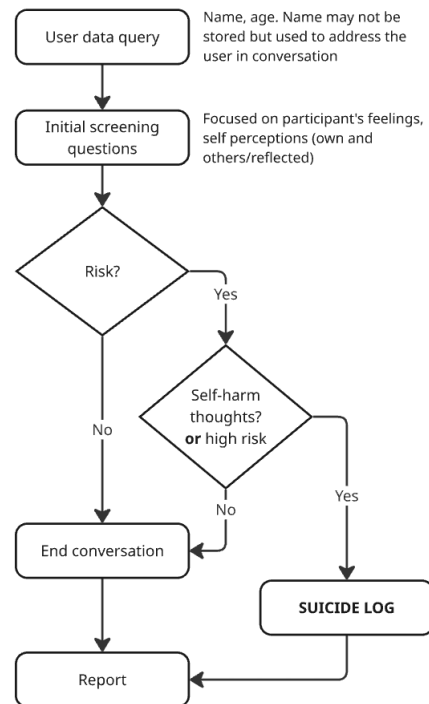 User data query
Name, age. Name may not be
stored but used to address the
user in conversation
Initial screening
questions
Focused on participant's feelings,
self perceptions (own and
others/reflected)
Risk?
Yes
Self-harm
thoughts?
or high risk
No
No
Yes
End conversation
SUICIDE LOG
Report